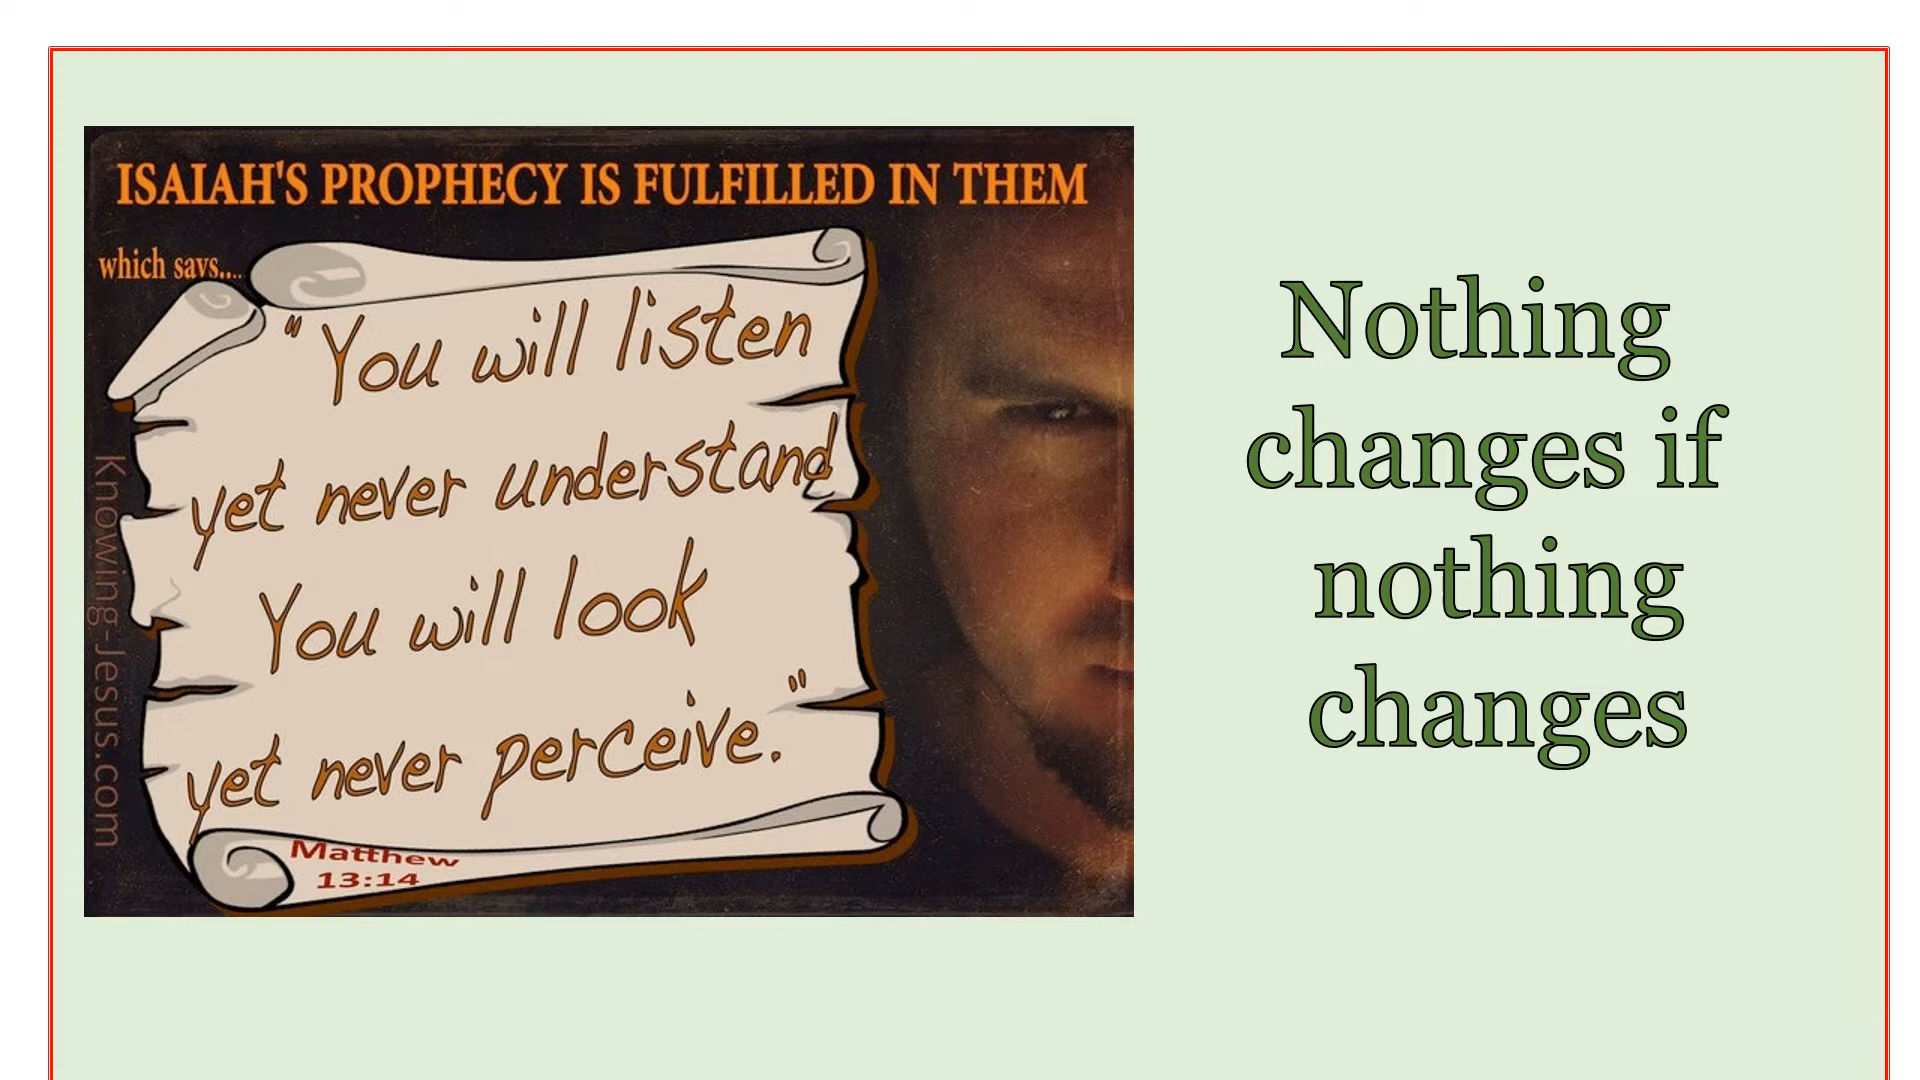 ISAIAH'S PROPHECY IS FULFILLED IN THEM
which says....
"You will listen
yet never understand
You will look
yet never perceive."
Matthew
13:14
Knowing-Jesus.com
Nothing
changes if
nothing
changes